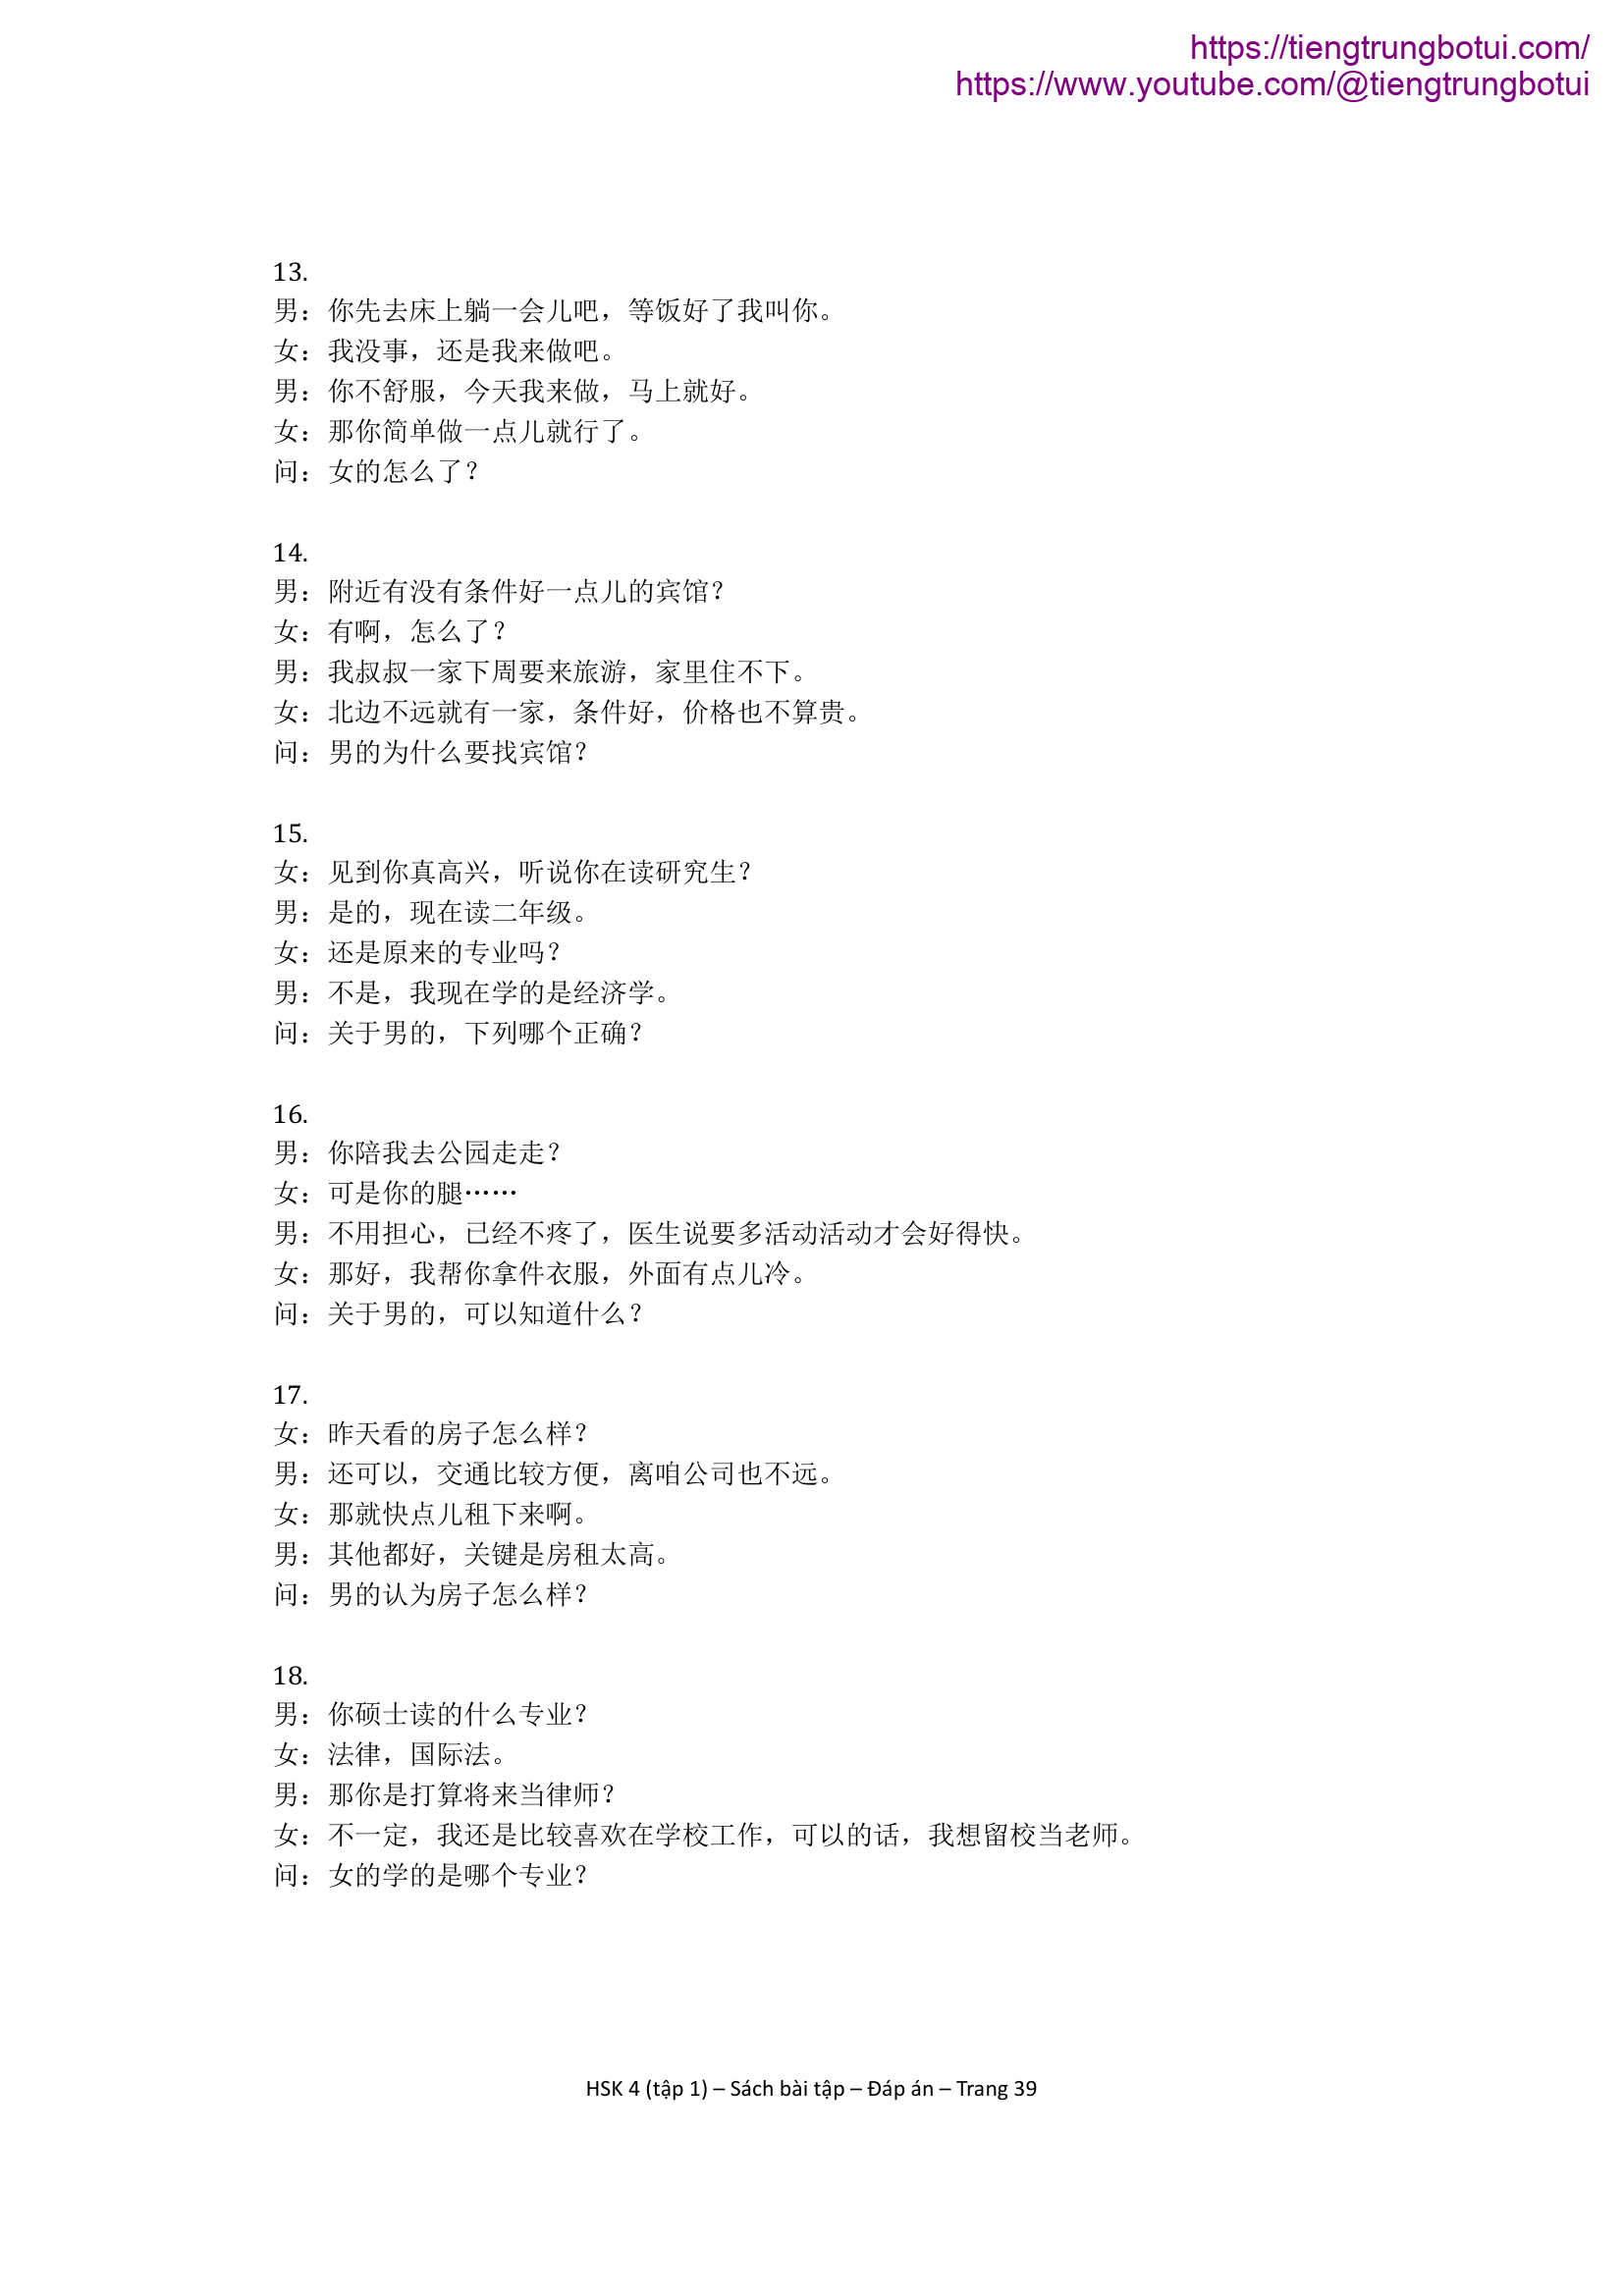 https://tiengtrungbotui.com/
https://www.youtube.com/@tiengtrungbotui
13.
男：你先去床上躺一会儿吧，等饭好了我叫你。
女：我没事，还是我来做吧。
男：你不舒服，今天我来做，马上就好。
女：那你简单做一点儿就行了。
问：女的怎么了？
14.
男：附近有没有条件好一点儿的宾馆？
女：有啊，怎么了？
男：我叔叔一家下周要来旅游，家里住不下。
女：北边不远就有一家，条件好，价格也不算贵。
问：男的为什么要找宾馆？
15.
女：见到你真高兴，听说你在读研究生？
男：是的，现在读二年级。
女：还是原来的专业吗？
男：不是，我现在学的是经济学。
问：关于男的，下列哪个正确？
16.
男：你陪我去公园走走？
女：可是你的腿……
男：不用担心，已经不疼了，医生说要多活动活动才会好得快。
女：那好，我帮你拿件衣服，外面有点儿冷。
问：关于男的，可以知道什么？
17.
女：昨天看的房子怎么样？
男：还可以，交通比较方便，离咱公司也不远。
女：那就快点儿租下来啊。
男：其他都好，关键是房租太高。
问：男的认为房子怎么样？
18.
男：你硕士读的什么专业？
女：法律，国际法。
男：那你是打算将来当律师？
女：不一定，我还是比较喜欢在学校工作，可以的话，我想留校当老师。
问：女的学的是哪个专业？
HSK 4 (tập 1) – Sách bài tập – Đáp án – Trang 39